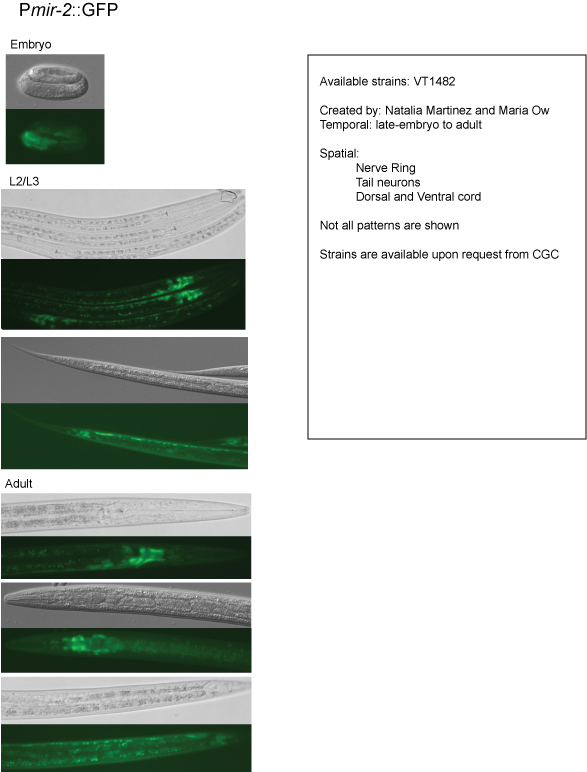 Pmir-2::GFP
Embryo
L2/L3
Adult
Available strains: VT1482
Created by: Natalia Martinez and Maria Ow
Temporal: late-embryo to adult
Spatial:
Nerve Ring
Tail neurons
Dorsal and Ventral cord
Not all patterns are shown
Strains are available upon request from CGC